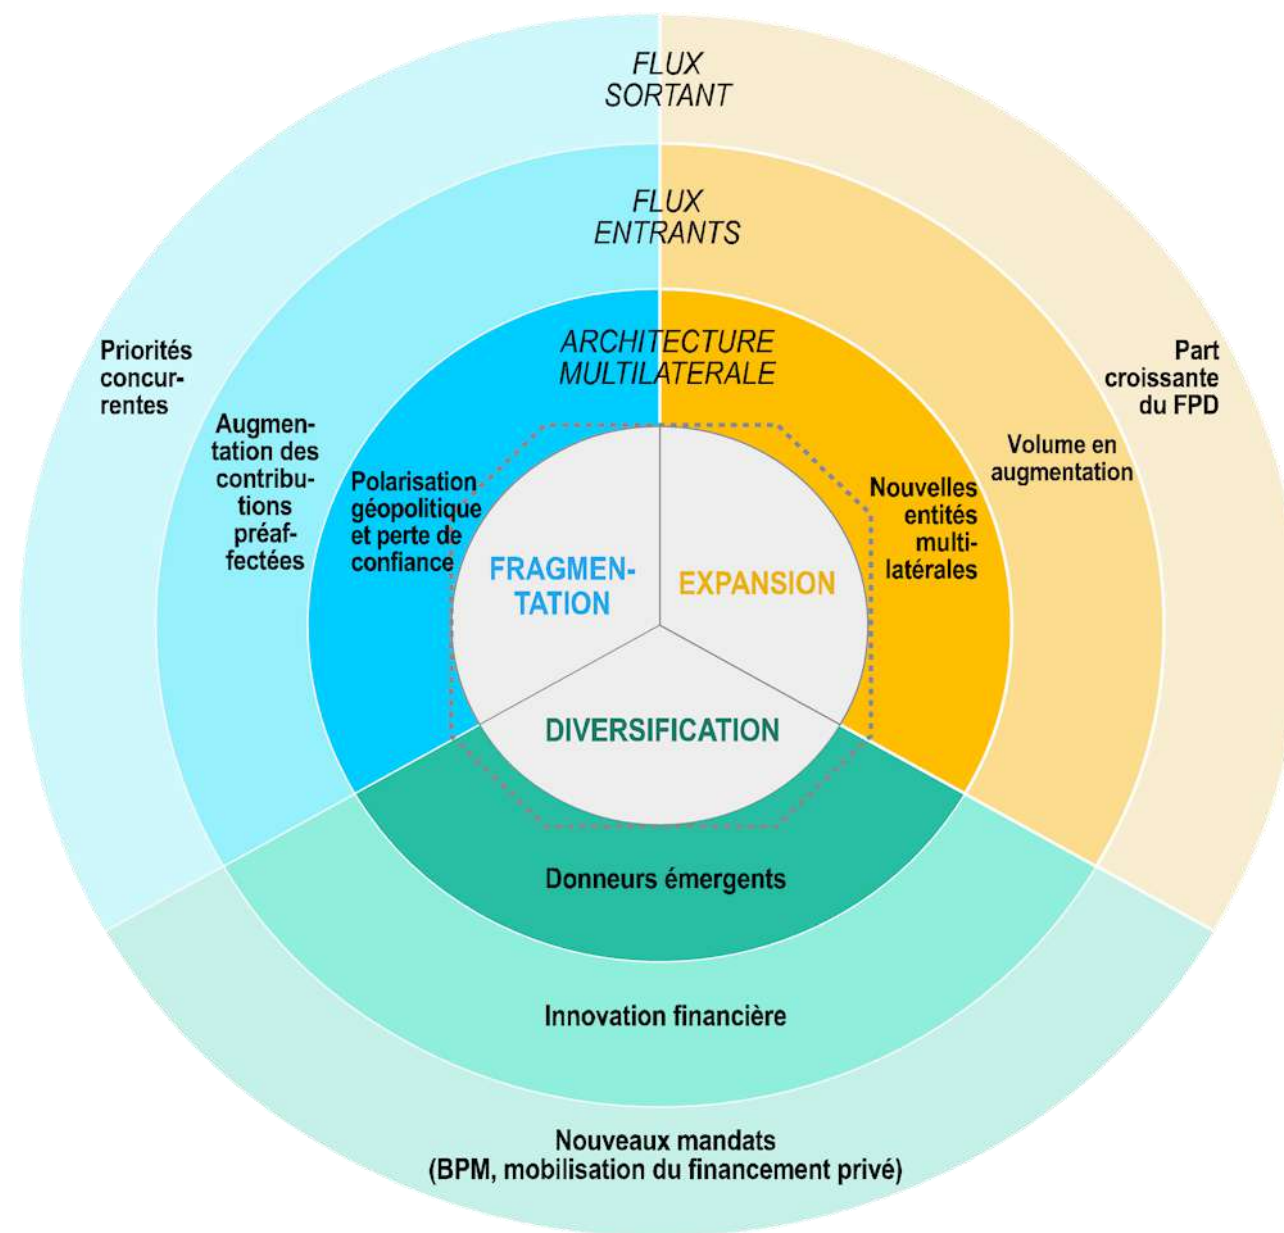 FLUX
SORTANT
FLUX
ENTRANTS
ARCHITECTURE
MULTILATERALE
Priorités
concur-
rentes
Augmen-
tation des
contribu-
tions
préaf-
fectées
Polarisation
géopolitique
et perte de
confiance
FRAGMEN-
TATION
EXPANSION
DIVERSIFICATION
Nouvelles
entités
multi-
latérales
Volume en
augmentation
Part
croissante
du FPD
Donneurs émergents
Innovation financière
Nouveaux mandats
(BPM, mobilisation du financement privé)